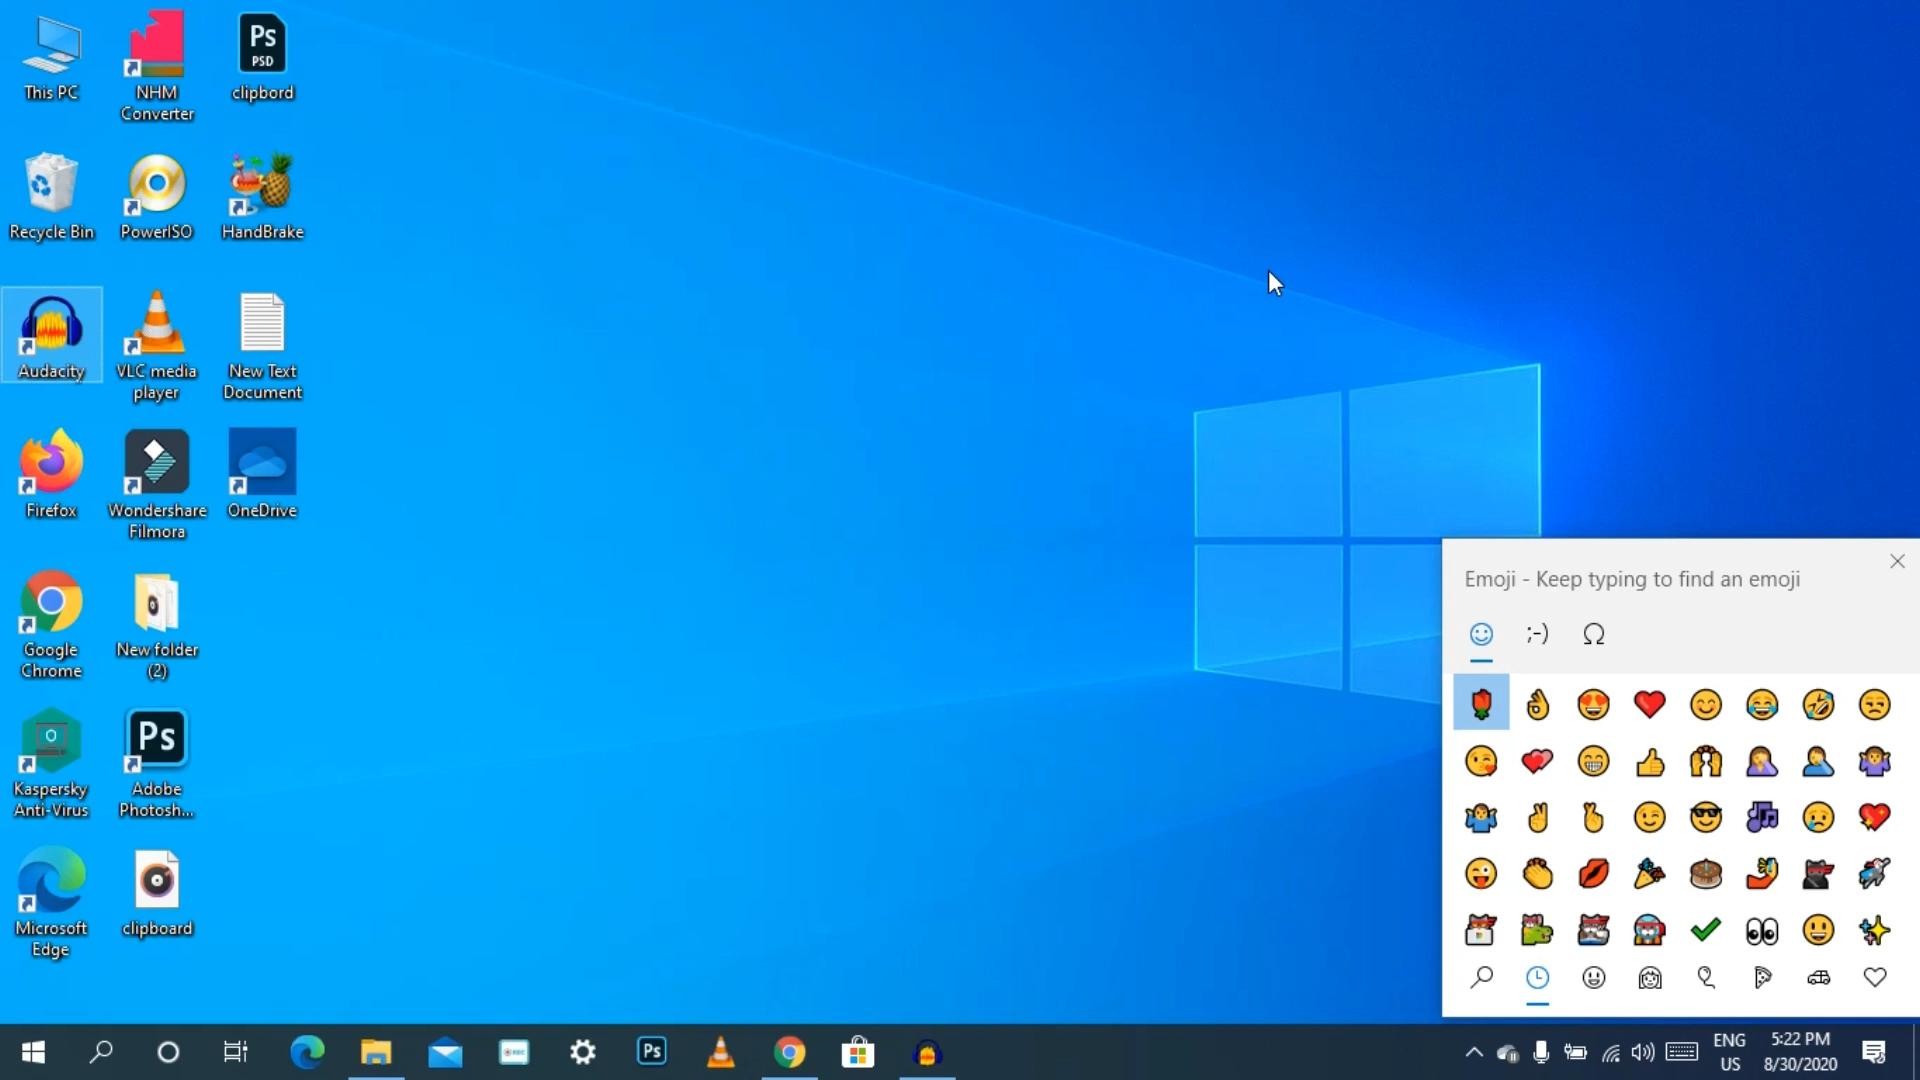 This PC
NHM
Converter
Ps
PSD
clipbord
Recycle Bin
PowerISO
HandBrake
Audacity
VLC media
player
New Text
Document
Firefox
Wondershare
Filmora
OneDrive
Google
Chrome
New folder
(2)
Kaspersky
Anti-Virus
Ps
Adobe
Photosh...
Microsoft
Edge
clipboard
Emoji - Keep typing to find an emoji
;-)
Ω
Ps
REC
ENG
US
5:22 PM
8/30/2020